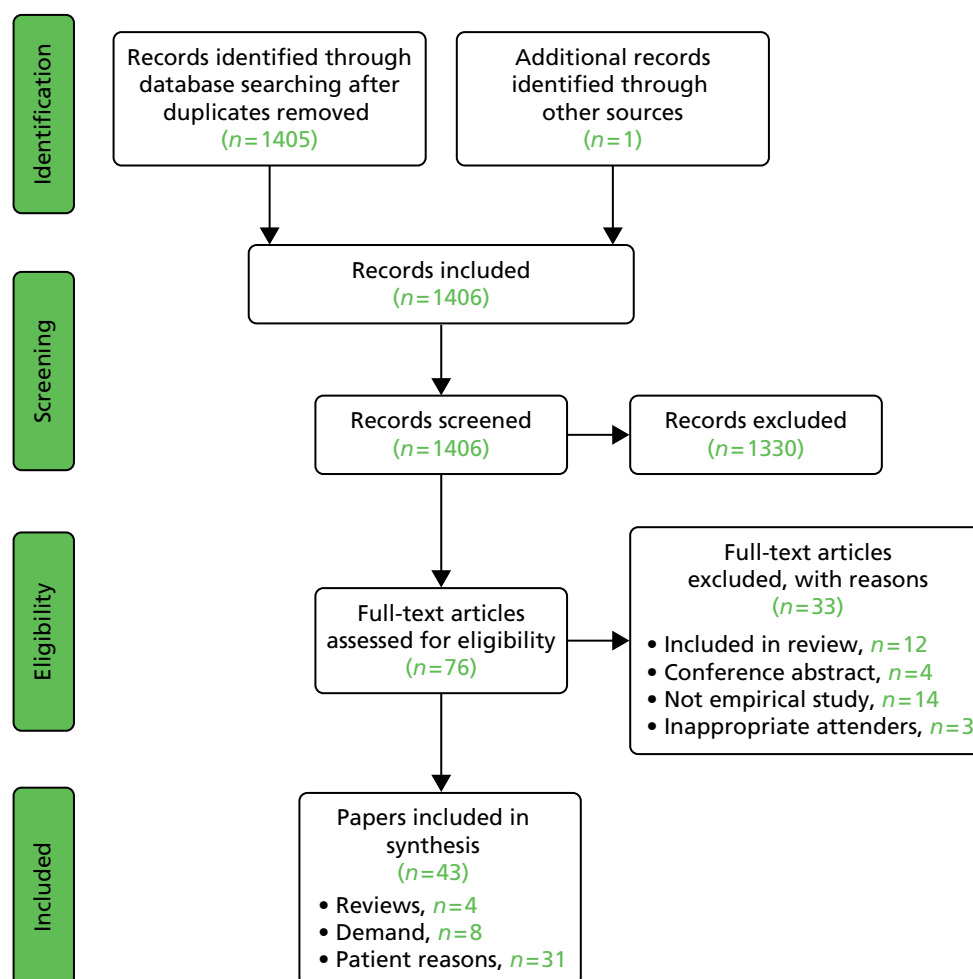 Identification
Records identified through
database searching after
duplicates removed
(n=1405)
Additional records
identified through
other sources
(n=1)
Screening
Records included
(n=1406)
Records screened
(n=1406)
Records excluded
(n=1330)
Eligibility
Full-text articles
assessed for eligibility
(n=76)
Full-text articles
excluded, with reasons
(n=33)
• Included in review, n=12
• Conference abstract, n=4
• Not empirical study, n=14
• Inappropriate attenders, n=3
Included
Papers included in
synthesis
(n=43)
• Reviews, n=4
• Demand, n=8
• Patient reasons, n=31